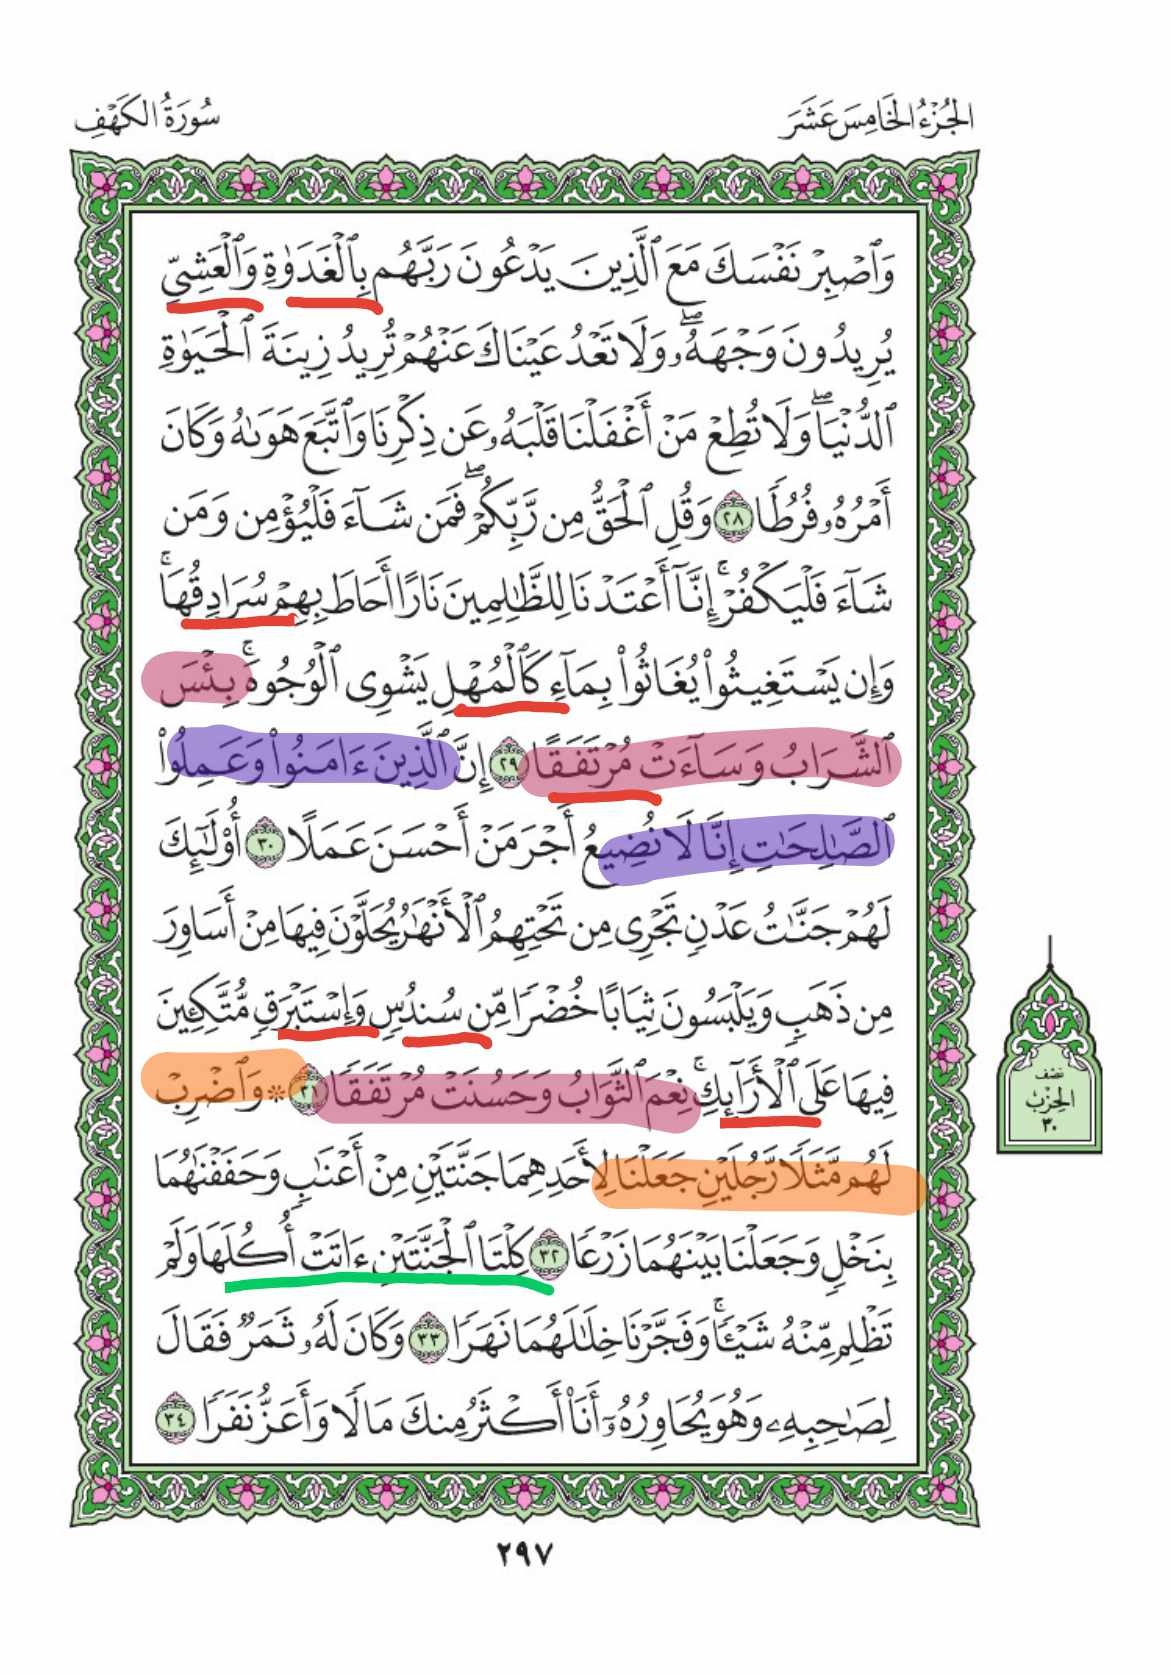 سُورَةُ الكَهْفِ
الجُزْءُ الخَامِسَ عَشَرَ
وَٱصْبِرْ نَفْسَكَ مَعَ ٱلَّذِينَ يَدْعُونَ رَبَّهُم بِٱلْغَدَوٰةِ وَٱلْعَشِىِّ
يُرِيدُونَ وَجْهَهُۥۖ وَلَا تَعْدُ عَيْنَاكَ عَنْهُمْ تُرِيدُ زِينَةَ ٱلْحَيَوٰةِ
ٱلدُّنْيَاۖ وَلَا تُطِعْ مَنْ أَغْفَلْنَا قَلْبَهُۥ عَن ذِكْرِنَا وَٱتَّبَعَ هَوَىٰهُ وَكَانَ
أَمْرُهُۥ فُرُطًا ٢٨ وَقُلِ ٱلْحَقُّ مِن رَّبِّكُمْۖ فَمَن شَآءَ فَلْيُؤْمِن وَمَن
شَآءَ فَلْيَكْفُرْۚ إِنَّآ أَعْتَدْنَا لِلظَّٰلِمِينَ نَارًا أَحَاطَ بِهِمْ سُرَادِقُهَاۚ
وَإِن يَسْتَغِيثُوا۟ يُغَاثُوا۟ بِمَآءٍ كَٱلْمُهْلِ يَشْوِى ٱلْوُجُوهَۚ بِئْسَ
ٱلشَّرَابُ وَسَآءَتْ مُرْتَفَقًا ٢٩ إِنَّ ٱلَّذِينَ ءَامَنُوا۟ وَعَمِلُوا۟
ٱلصَّٰلِحَٰتِ إِنَّا لَا نُضِيعُ أَجْرَ مَنْ أَحْسَنَ عَمَلًا ٣٠ أُو۟لَٰٓئِكَ
لَهُمْ جَنَّٰتُ عَدْنٍ تَجْرِى مِن تَحْتِهِمُ ٱلْأَنْهَٰرُ يُحَلَّوْنَ فِيهَا مِنْ أَسَاوِرَ
مِن ذَهَبٍ وَيَلْبَسُونَ ثِيَابًا خُضْرًا مِّن سُندُسٍ وَإِسْتَبْرَقٍ مُّتَّكِـِٔينَ
فِيهَا عَلَى ٱلْأَرَآئِكِۚ نِعْمَ ٱلثَّوَابُ وَحَسُنَتْ مُرْتَفَقًا ٣١ * وَٱضْرِبْ
لَهُم مَّثَلًا رَّجُلَيْنِ جَعَلْنَا لِأَحَدِهِمَا جَنَّتَيْنِ مِنْ أَعْنَٰبٍ وَحَفَفْنَٰهُمَا
بِنَخْلٍ وَجَعَلْنَا بَيْنَهُمَا زَرْعًا ٣٢ كِلْتَا ٱلْجَنَّتَيْنِ ءَاتَتْ أُكُلَهَا وَلَمْ
تَظْلِم مِّنْهُ شَيْـًٔاۚ وَفَجَّرْنَا خِلَٰلَهُمَا نَهَرًا ٣٣ وَكَانَ لَهُۥ ثَمَرٌ فَقَالَ
لِصَٰحِبِهِۦ وَهُوَ يُحَاوِرُهُۥٓ أَنَا۠ أَكْثَرُ مِنكَ مَالًا وَأَعَزُّ نَفَرًا ٣٤
نصف
الحزب
٣٠
٢٩٧